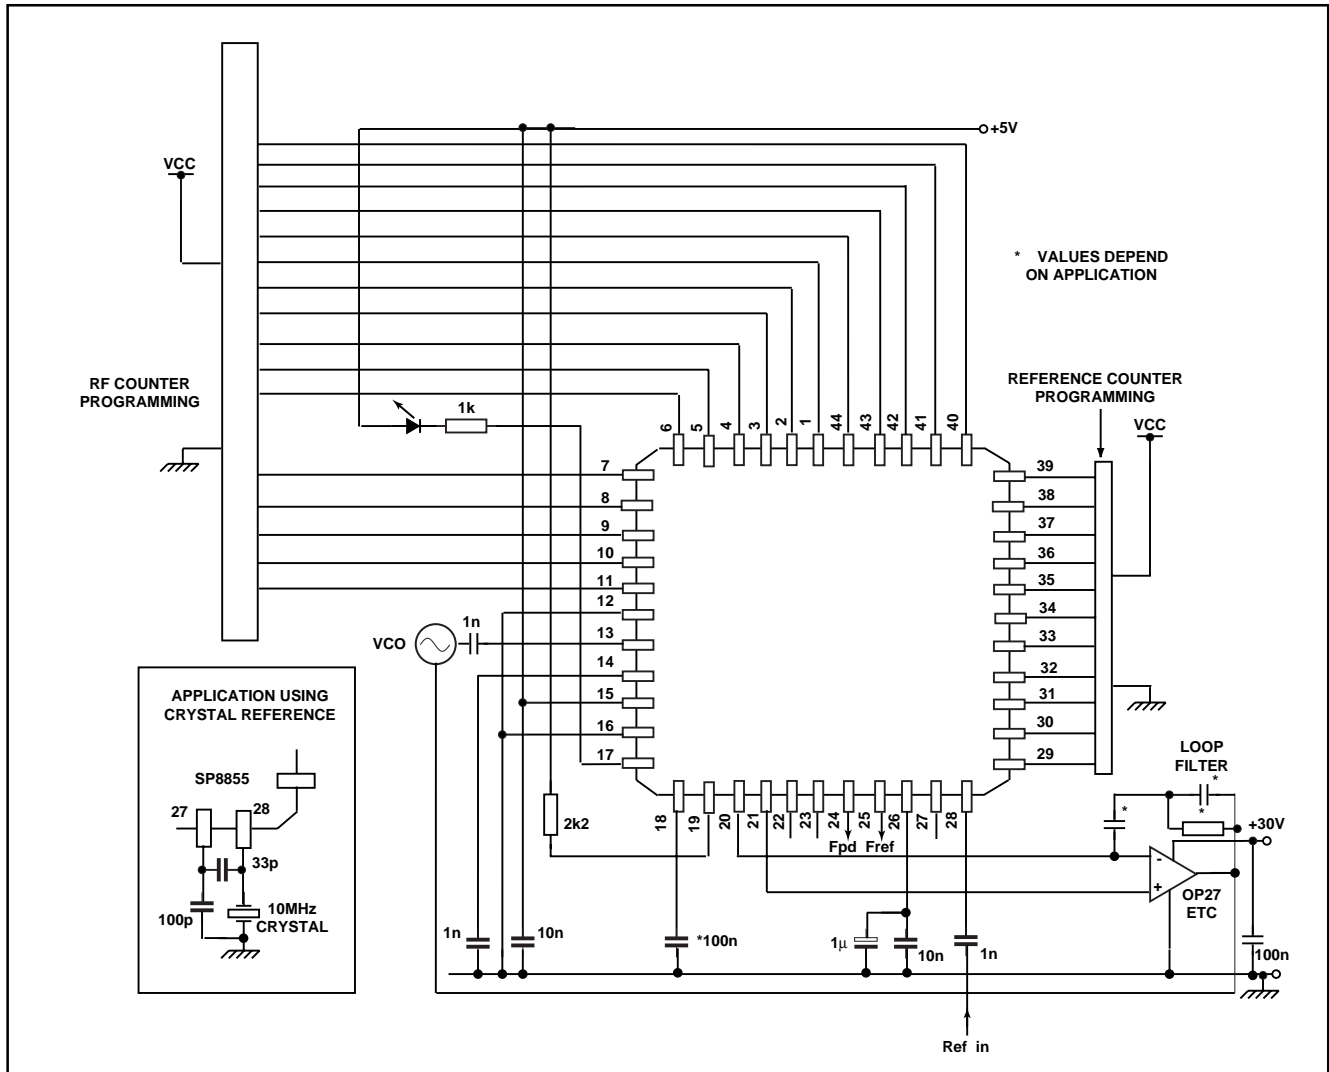 +5V
VCC
* VALUES DEPEND
ON APPLICATION
RF COUNTER
PROGRAMMING
1k
REFERENCE COUNTER
PROGRAMMING
VCC
6 5 4 3 2 1 44 43 42 41 40
7
8
9
10
11
12
13
14
15
16
17
39
38
37
36
35
34
33
32
31
30
29
VCO
1n
APPLICATION USING
CRYSTAL REFERENCE
SP8855
27
28
33p
100p
10MHz
CRYSTAL
2k2
18 19 20 21 22 23 24 25 26 27 28
Fpd Fref
LOOP
FILTER
*
*
*
+30V
-
+
OP27
ETC
1n
10n
*100n
1µ
10n
1n
100n
Ref in